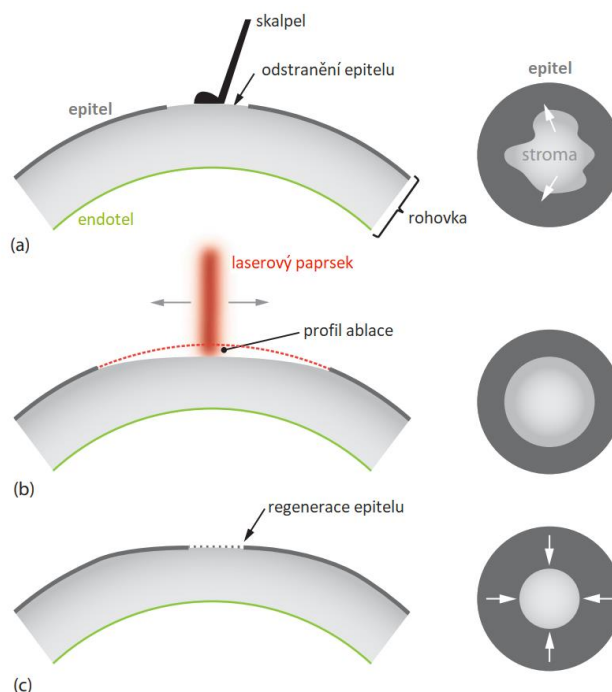 skalpel
odstranění epitelu
epitel
epitel
stroma
endotel
rohovka
(a)
laserový paprsek
profil ablace
(b)
regenerace epitelu
(c)